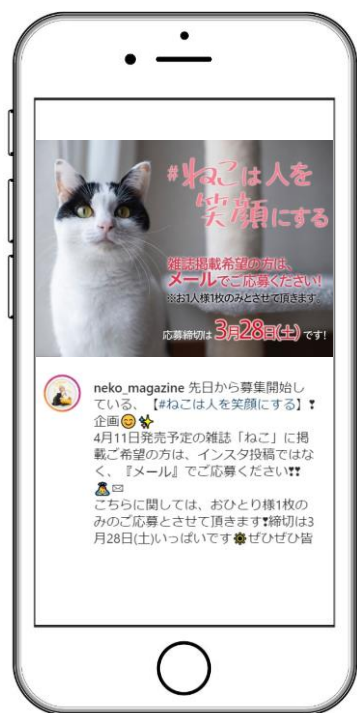 #ねこは人を
笑顔にする
雑誌掲載希望の方は、
メールでご応募ください!
※お1人様1枚のみとさせて頂きます。
応募締切は3月28日(土)です!
neko_magazine 先日から募集開始し
ている、【#ねこは人を笑顔にする】❣
企画😊✨
4月11日発売予定の雑誌「ねこ」に掲
載ご希望の方は、インスタ投稿ではな
く、『メール』でご応募ください❣❣
✉
こちらに関しては、おひとり様1枚の
みのご応募とさせて頂きます❣締切は3
月28日(土)いっぱいです🌼ぜひぜひ皆